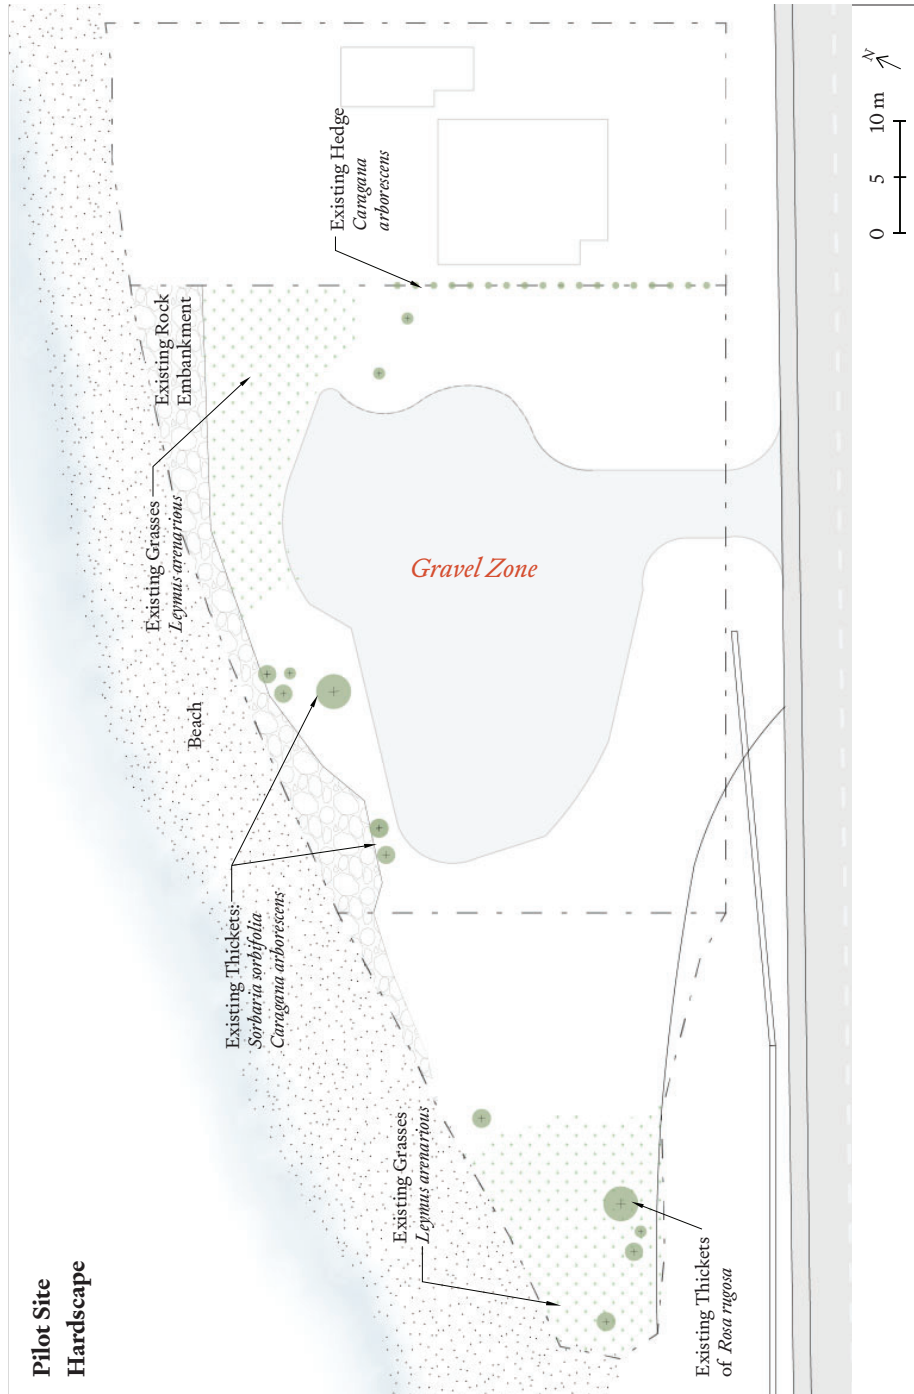 Pilot Site
Hardscape
Existing Grasses
Leymus arenarious
Existing Thickets
of Rosa rugosa
Existing Thickets:
Sorbaria sorbifolia
Caragana arborescens
Beach
Existing Grasses
Leymus arenarious
Existing Rock
Embankment
Existing Hedge
Caragana
arborescens
Gravel Zone
0 5 10 m
N